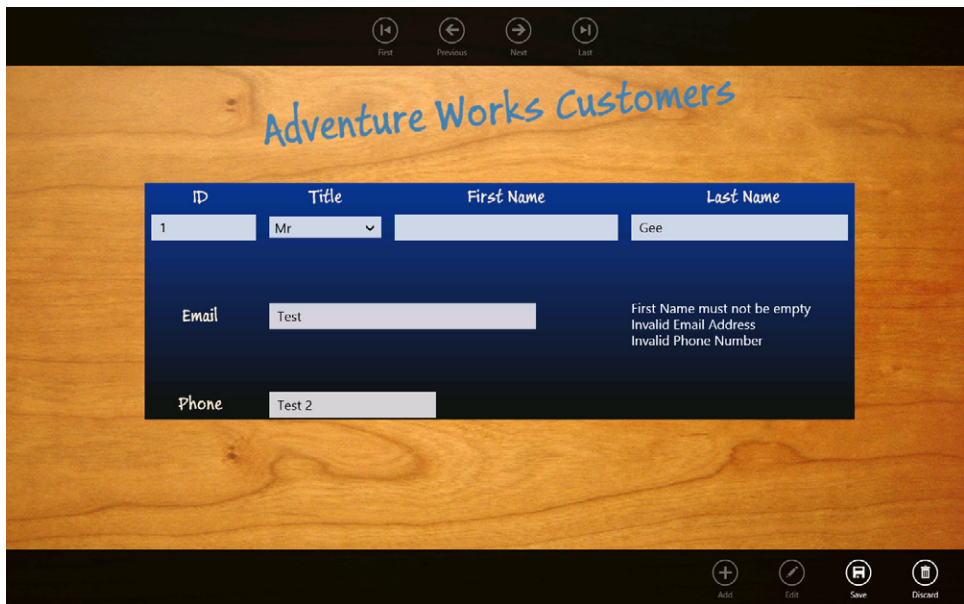 First Previous Next Last
Adventure Works Customers
ID Title First Name Last Name
1 Mr Gee
Email Test
First Name must not be empty
Invalid Email Address
Invalid Phone Number
Phone Test 2
Add Edit Save Discard